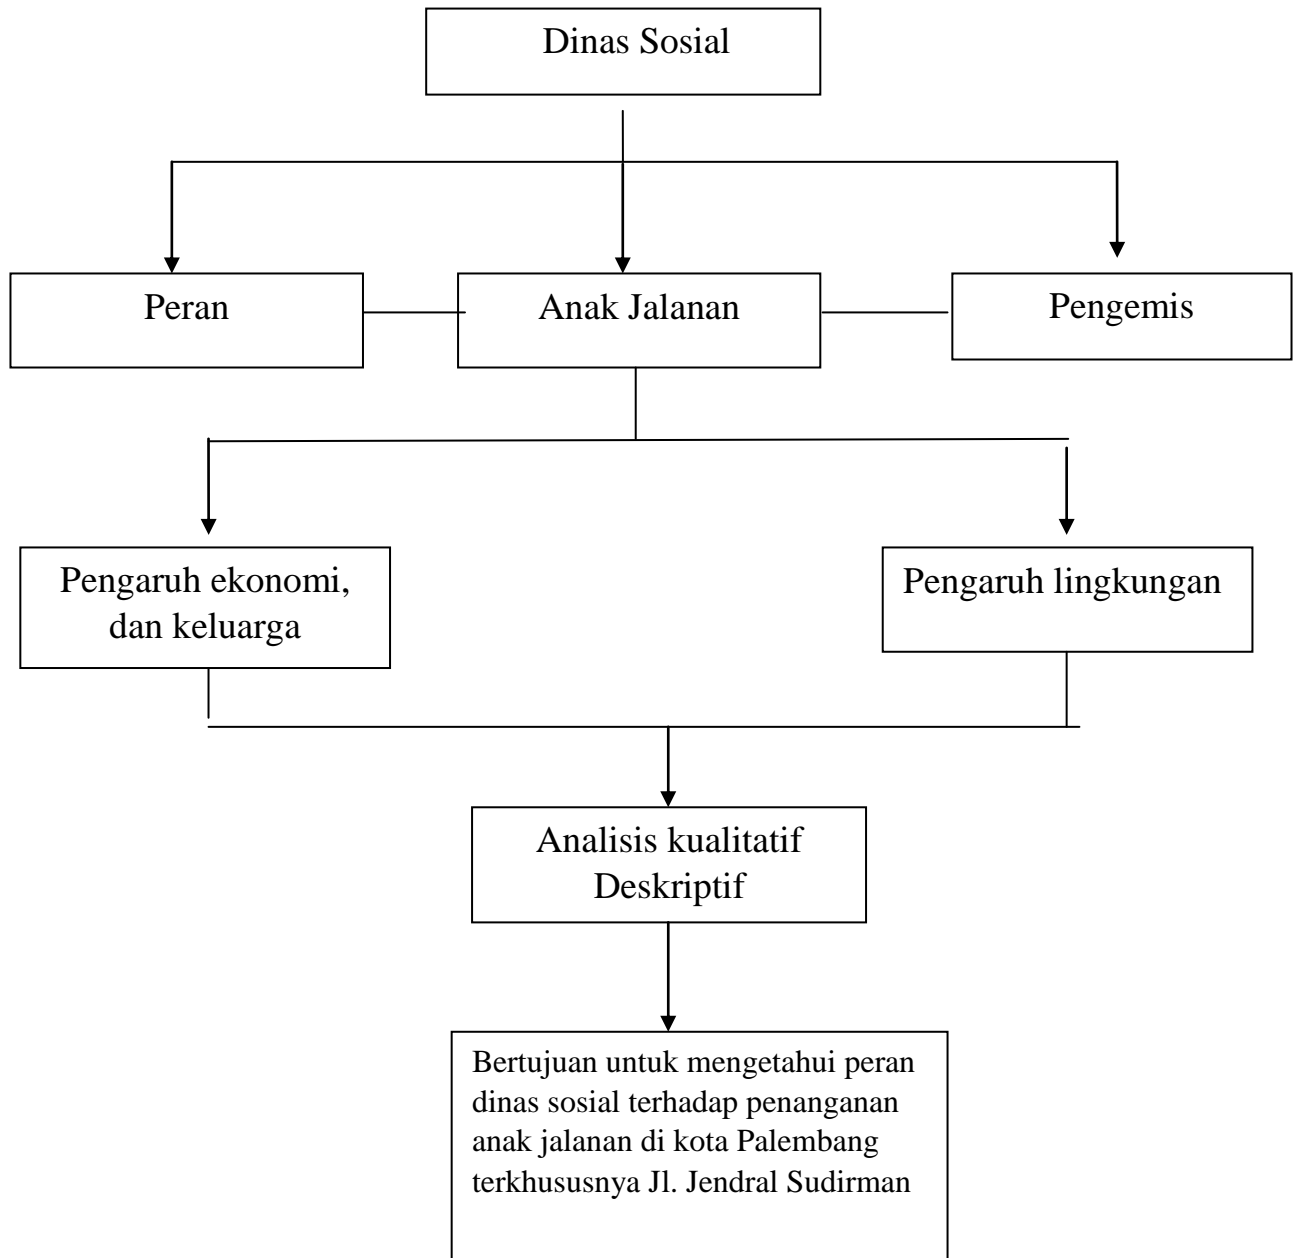 Dinas Sosial
Peran
Anak Jalanan
Pengemis
Pengaruh ekonomi,
dan keluarga
Pengaruh lingkungan
Analisis kualitatif
Deskriptif
Bertujuan untuk mengetahui peran
dinas sosial terhadap penanganan
anak jalanan di kota Palembang
terkhususnya Jl. Jendral Sudirman